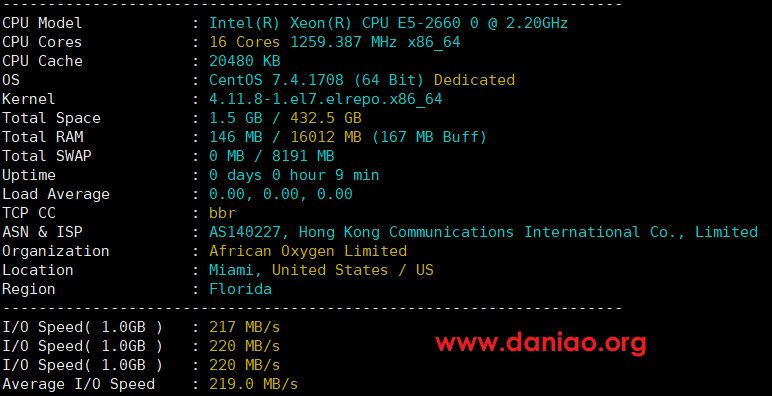 ----------------------------------------------------------------------
CPU Model            : Intel(R) Xeon(R) CPU E5-2660 0 @ 2.20GHz
CPU Cores            : 16 Cores 1259.387 MHz x86_64
CPU Cache            : 20480 KB
OS                   : CentOS 7.4.1708 (64 Bit) Dedicated
Kernel               : 4.11.8-1.el7.elrepo.x86_64
Total Space          : 1.5 GB / 432.5 GB
Total RAM            : 146 MB / 16012 MB (167 MB Buff)
Total SWAP           : 0 MB / 8191 MB
Uptime               : 0 days 0 hour 9 min
Load Average         : 0.00, 0.00, 0.00
TCP CC               : bbr
ASN & ISP            : AS140227, Hong Kong Communications International Co., Limited
Organization         : African Oxygen Limited
Location             : Miami, United States / US
Region               : Florida
----------------------------------------------------------------------
I/O Speed( 1.0GB )   : 217 MB/s
I/O Speed( 1.0GB )   : 220 MB/s
www.daniao.org
I/O Speed( 1.0GB )   : 220 MB/s
Average I/O Speed    : 219.0 MB/s